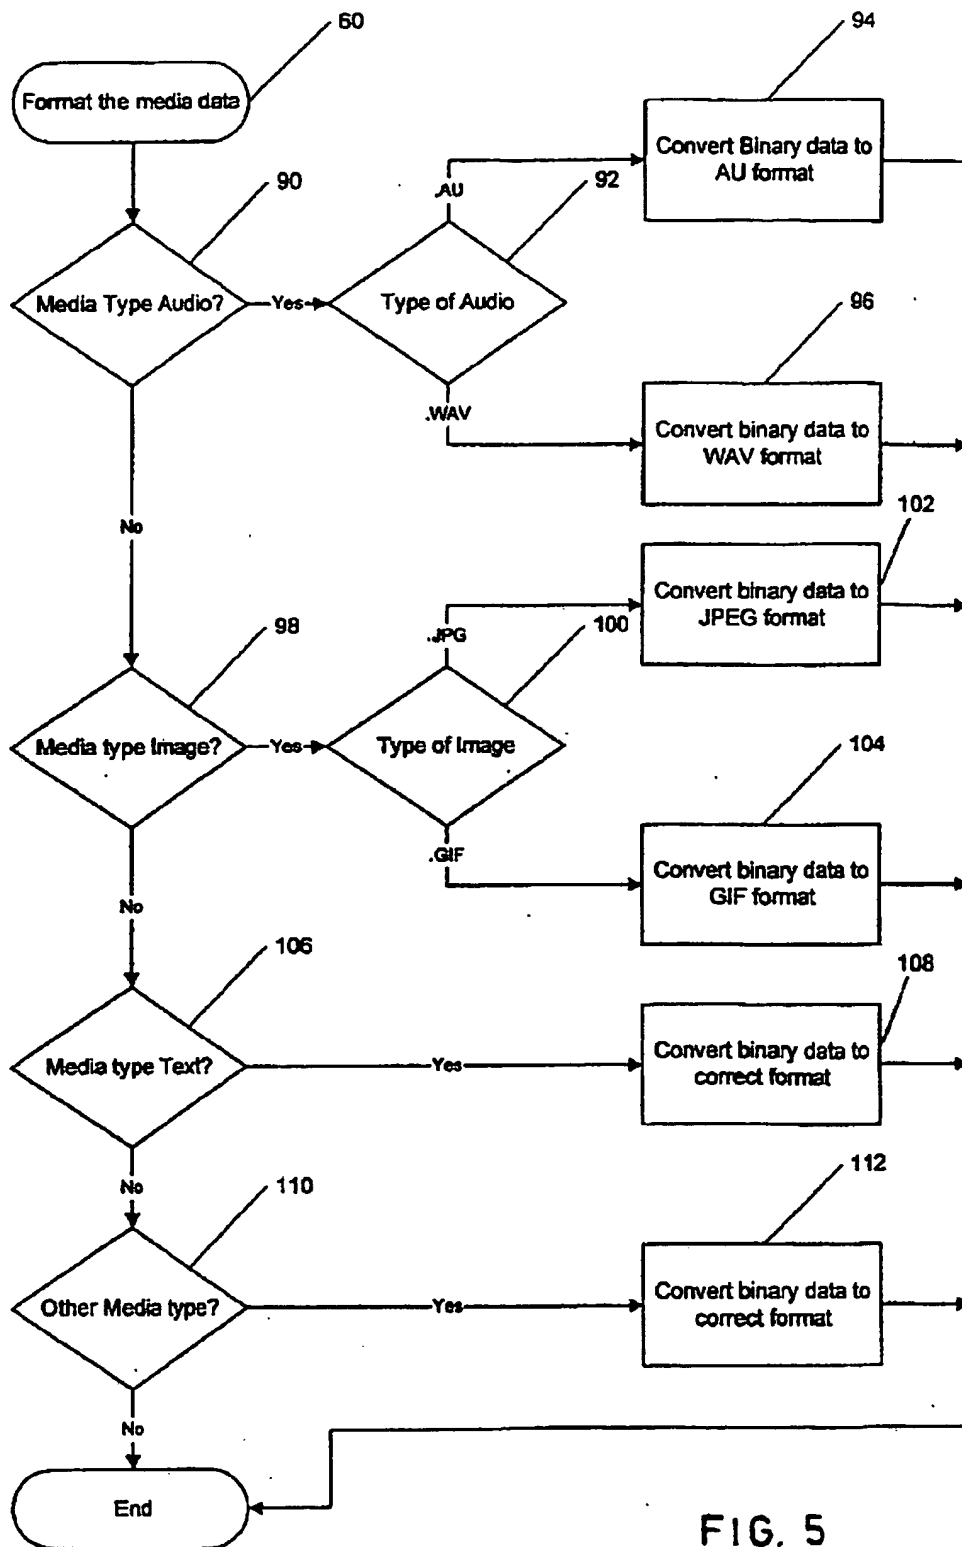 60
Format the media data
94
Convert Binary data to
AU format
90
92
.AU
Media Type Audio?
Yes
Type of Audio
96
.WAV
Convert binary data to
WAV format
No
102
Convert binary data to
JPEG format
98
100
.JPG
Media type Image?
Yes
Type of Image
104
.GIF
Convert binary data to
GIF format
No
106
108
Media type Text?
Yes
Convert binary data to
correct format
No
110
112
Other Media type?
Yes
Convert binary data to
correct format
No
End
FIG. 5